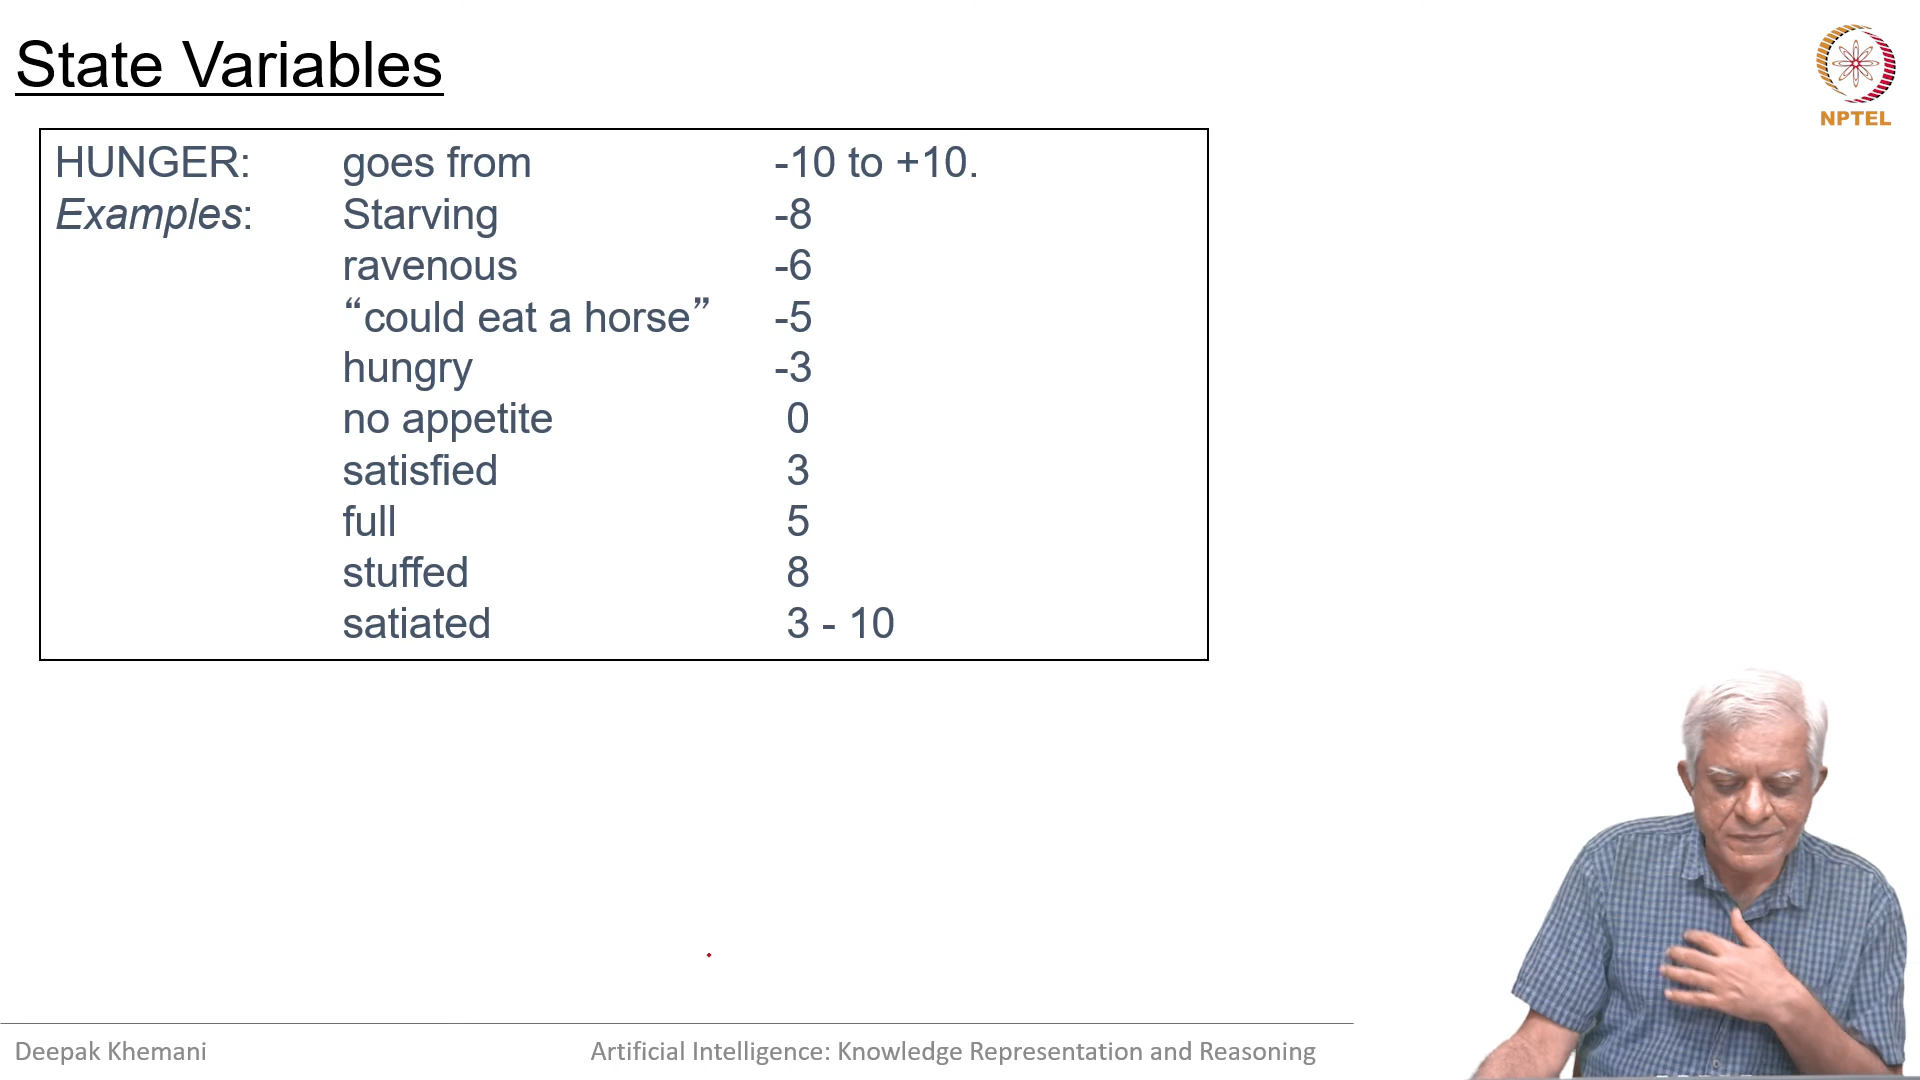 State Variables
NPTEL
HUNGER: goes from -10 to +10.
Examples: Starving -8
ravenous -6
“could eat a horse” -5
hungry -3
no appetite 0
satisfied 3
full 5
stuffed 8
satiated 3 - 10
Deepak Khemani Artificial Intelligence: Knowledge Representation and Reasoning